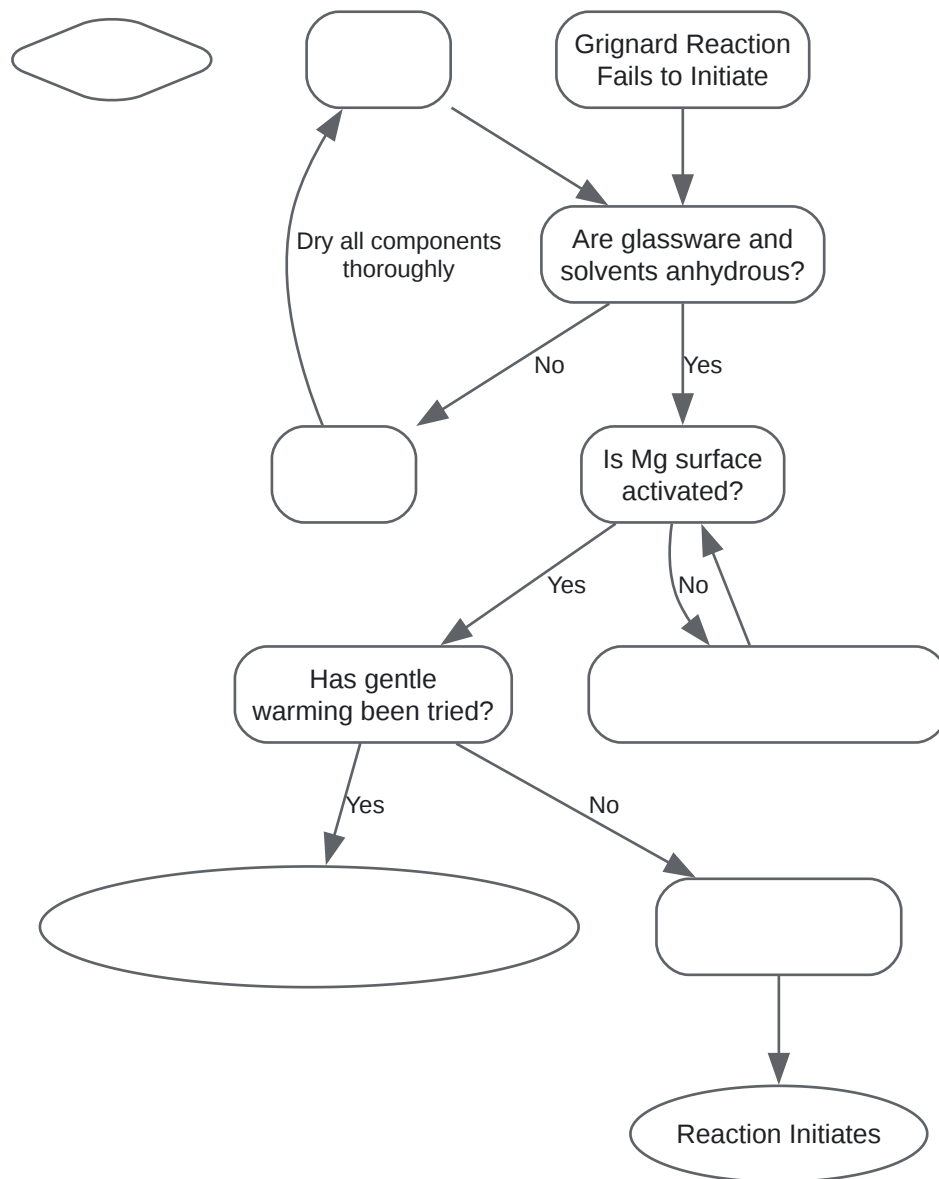 Grignard Reaction
Fails to Initiate
Dry all components
thoroughly
Are glassware and
solvents anhydrous?
No
Yes
Is Mg surface
activated?
Yes
No
Has gentle
warming been tried?
Yes
No
Reaction Initiates